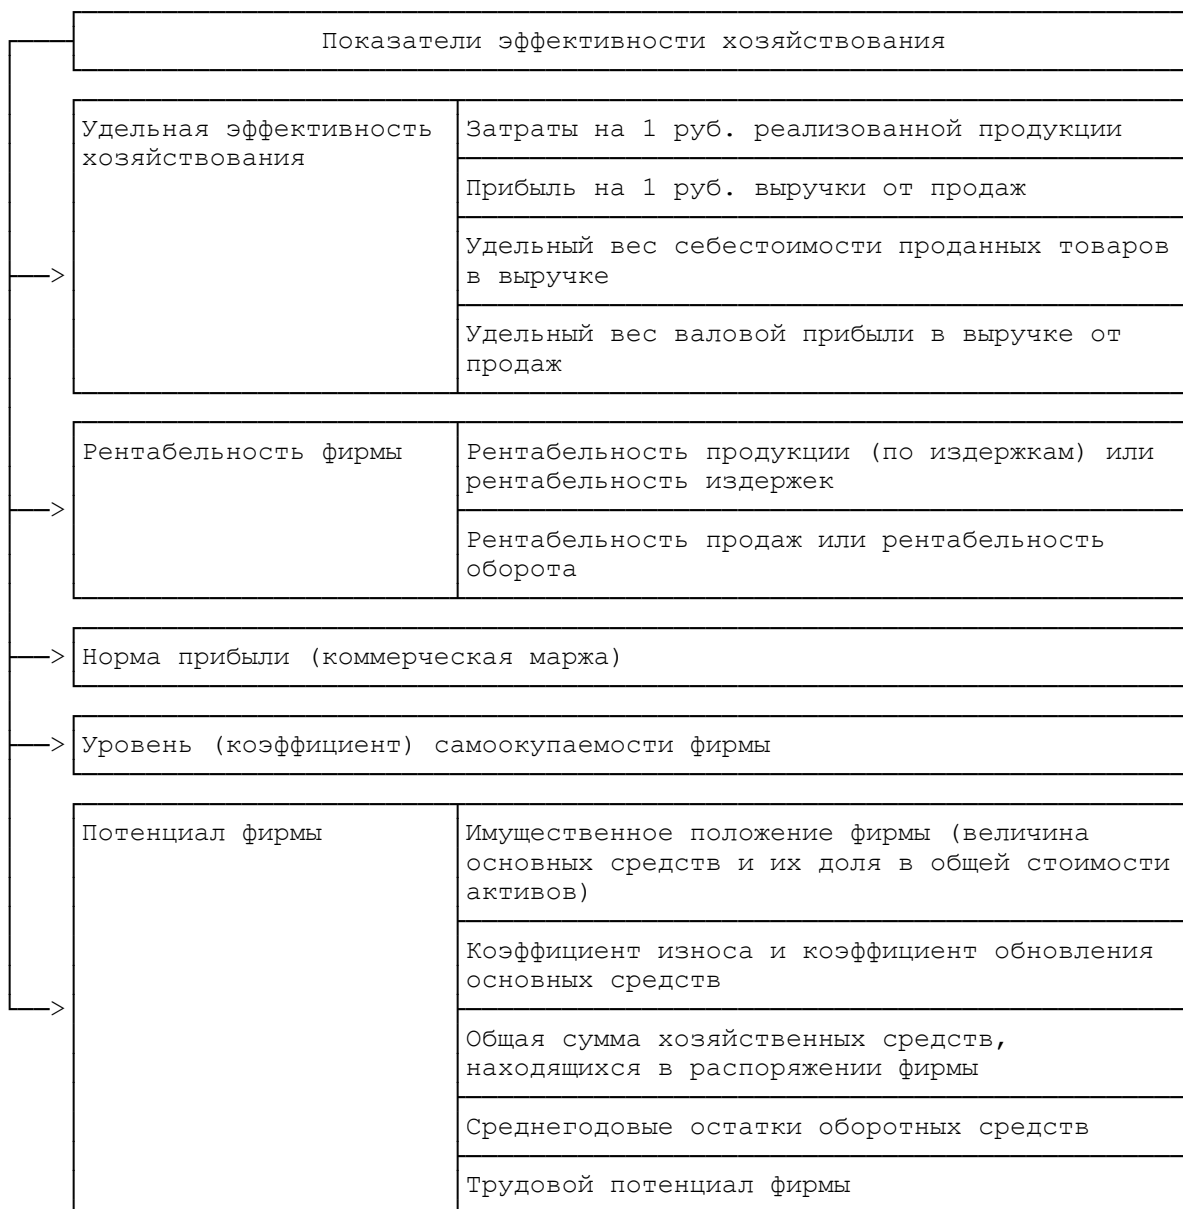 Показатели эффективности хозяйствования
Удельная эффективность
хозяйствования
Затраты на 1 руб. реализованной продукции
Прибыль на 1 руб. выручки от продаж
Удельный вес себестоимости проданных товаров
в выручке
Удельный вес валовой прибыли в выручке от
продаж
Рентабельность фирмы
Рентабельность продукции (по издержкам) или
рентабельность издержек
Рентабельность продаж или рентабельность
оборота
Норма прибыли (коммерческая маржа)
Уровень (коэффициент) самоокупаемости фирмы
Потенциал фирмы
Имущественное положение фирмы (величина
основных средств и их доля в общей стоимости
активов)
Коэффициент износа и коэффициент обновления
основных средств
Общая сумма хозяйственных средств,
находящихся в распоряжении фирмы
Среднегодовые остатки оборотных средств
Трудовой потенциал фирмы